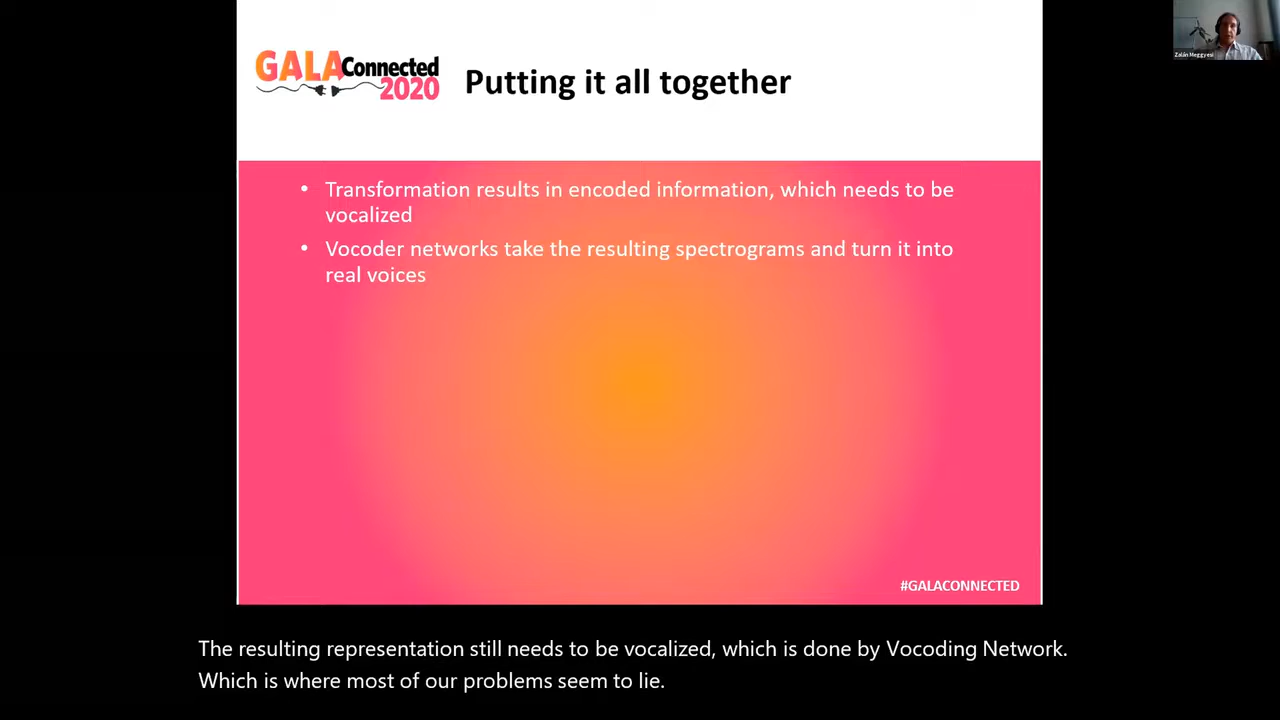 GALA Connected
2020
Putting it all together
Zalán Meggyesi
• Transformation results in encoded information, which needs to be
vocalized
• Vocoder networks take the resulting spectrograms and turn it into
real voices
#GALACONNECTED
The resulting representation still needs to be vocalized, which is done by Vocoding Network.
Which is where most of our problems seem to lie.